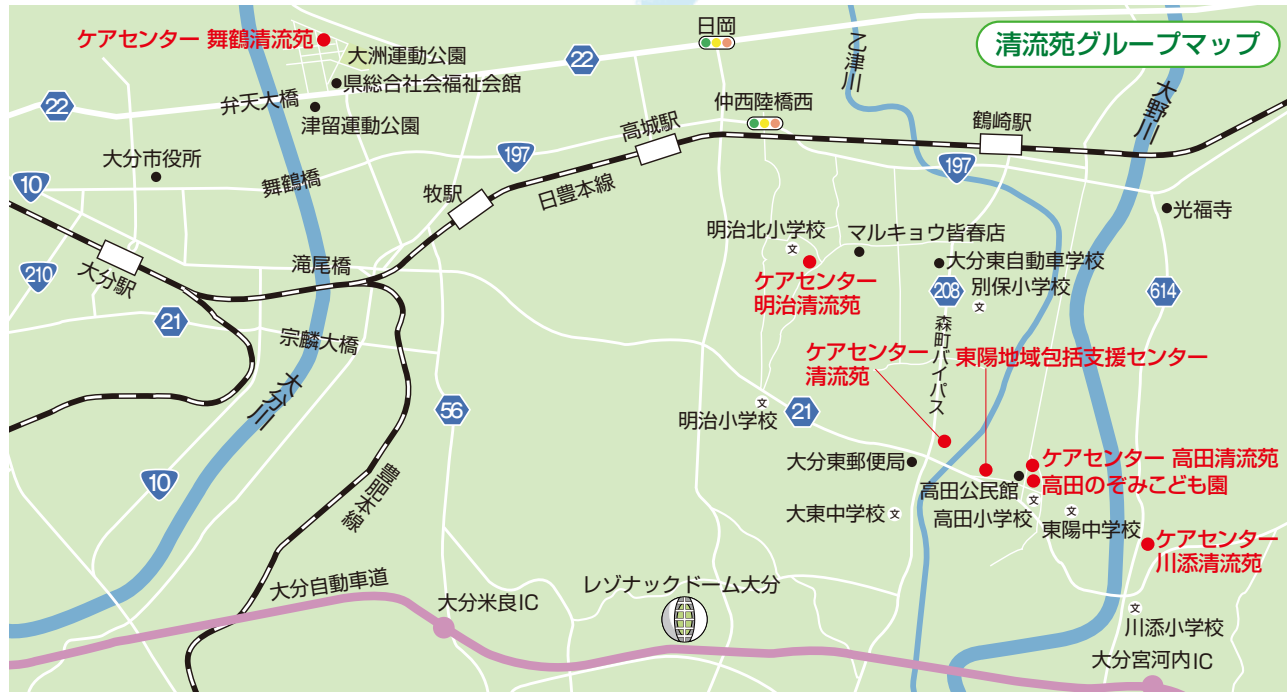 清流苑グループマップ
ケアセンター 舞鶴清流苑
大洲運動公園
県総合社会福祉会館
22
22
弁天大橋
津留運動公園
日岡
乙津川
大野川
仲西陸橋西
高城駅
鶴崎駅
大分市役所
舞鶴橋
197
197
10
牧駅
日豊本線
光福寺
明治北小学校
文
マルキョウ皆春店
大分東自動車学校
ケアセンター
明治清流苑
208
別保小学校
文
614
210
大分駅
滝尾橋
21
宗麟大橋
大分川
森町バイパス
ケアセンター
清流苑
東陽地域包括支援センター
56
明治小学校
文
21
大分東郵便局
ケアセンター 高田清流苑
高田のぞみこども園
高田公民館
高田小学校
文
東陽中学校
文
大東中学校
文
10
豊肥本線
ケアセンター
川添清流苑
大分自動車道
大分米良IC
レゾナックドーム大分
文
川添小学校
大分宮河内IC